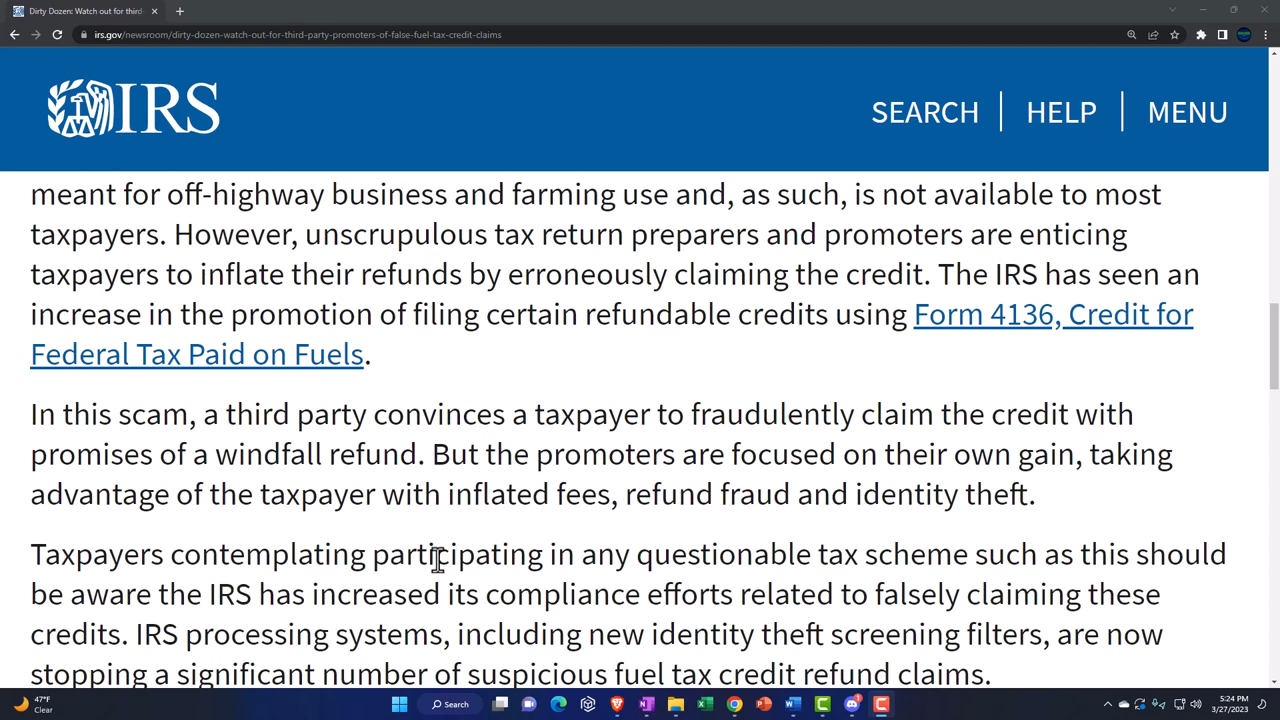 Dirty Dozen: Watch out for third-
irs.gov/newsroom/dirty-dozen-watch-out-for-third-party-promoters-of-false-fuel-tax-credit-claims
IRS
SEARCH
HELP
MENU
meant for off-highway business and farming use and, as such, is not available to most
taxpayers. However, unscrupulous tax return preparers and promoters are enticing
taxpayers to inflate their refunds by erroneously claiming the credit. The IRS has seen an
increase in the promotion of filing certain refundable credits using Form 4136, Credit for
Federal Tax Paid on Fuels.
In this scam, a third party convinces a taxpayer to fraudulently claim the credit with
promises of a windfall refund. But the promoters are focused on their own gain, taking
advantage of the taxpayer with inflated fees, refund fraud and identity theft.
Taxpayers contemplating participating in any questionable tax scheme such as this should
be aware the IRS has increased its compliance efforts related to falsely claiming these
credits. IRS processing systems, including new identity theft screening filters, are now
stopping a significant number of suspicious fuel tax credit refund claims.
47°F
Clear
Search
5:24 PM
3/27/2023